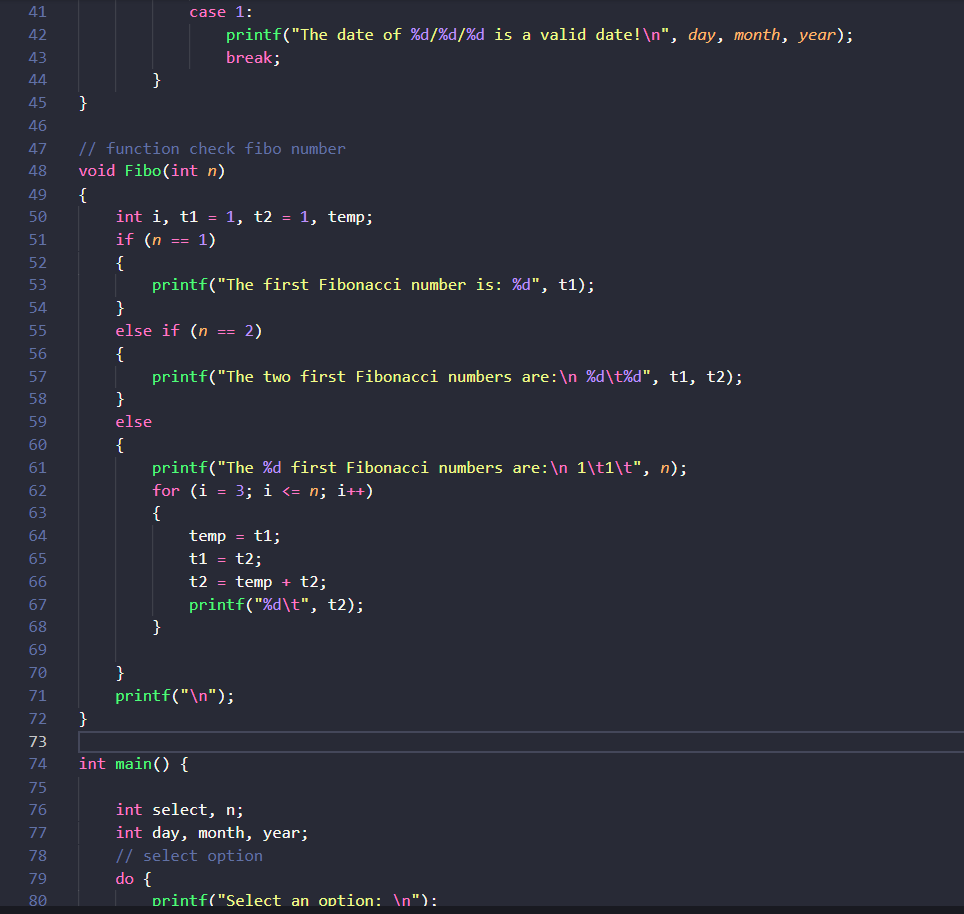 41 case 1:
42 printf("The date of %d/%d/%d is a valid date!\n", day, month, year);
43 break;
44 }
45 }
46
47 // function check fibo number
48 void Fibo(int n)
49 {
50 int i, t1 = 1, t2 = 1, temp;
51 if (n == 1)
52 {
53 printf("The first Fibonacci number is: %d", t1);
54 }
55 else if (n == 2)
56 {
57 printf("The two first Fibonacci numbers are:\n %d\t%d", t1, t2);
58 }
59 else
60 {
61 printf("The %d first Fibonacci numbers are:\n 1\t1\t", n);
62 for (i = 3; i <= n; i++)
63 {
64 temp = t1;
65 t1 = t2;
66 t2 = temp + t2;
67 printf("%d\t", t2);
68 }
69
70 }
71 printf("\n");
72 }
73
74 int main() {
75
76 int select, n;
77 int day, month, year;
78 // select option
79 do {
80 printf("Select an option: \n");